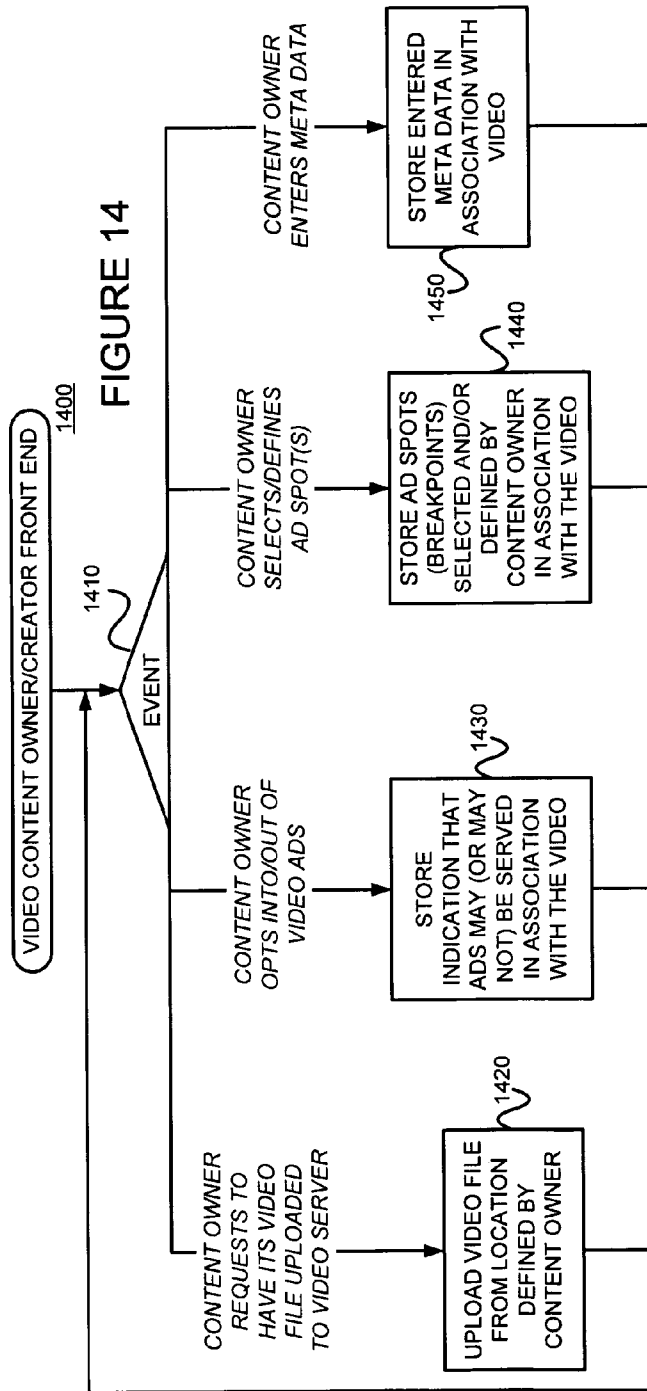 VIDEO CONTENT OWNER/CREATOR FRONT END
1400
FIGURE 14
1410
EVENT
CONTENT OWNER
REQUESTS TO
HAVE ITS VIDEO
FILE UPLOADED
TO VIDEO SERVER
CONTENT OWNER
OPTS INTO/OUT OF
VIDEO ADS
CONTENT OWNER
SELECTS/DEFINES
AD SPOT(S)
CONTENT OWNER
ENTERS META DATA
1420
UPLOAD VIDEO FILE
FROM LOCATION
DEFINED BY
CONTENT OWNER
1430
STORE
INDICATION THAT
ADS MAY (OR MAY
NOT) BE SERVED
IN ASSOCIATION
WITH THE VIDEO
1440
STORE AD SPOTS
(BREAKPOINTS)
SELECTED AND/OR
DEFINED BY
CONTENT OWNER
IN ASSOCIATION
WITH THE VIDEO
1450
STORE ENTERED
META DATA IN
ASSOCIATION WITH
VIDEO